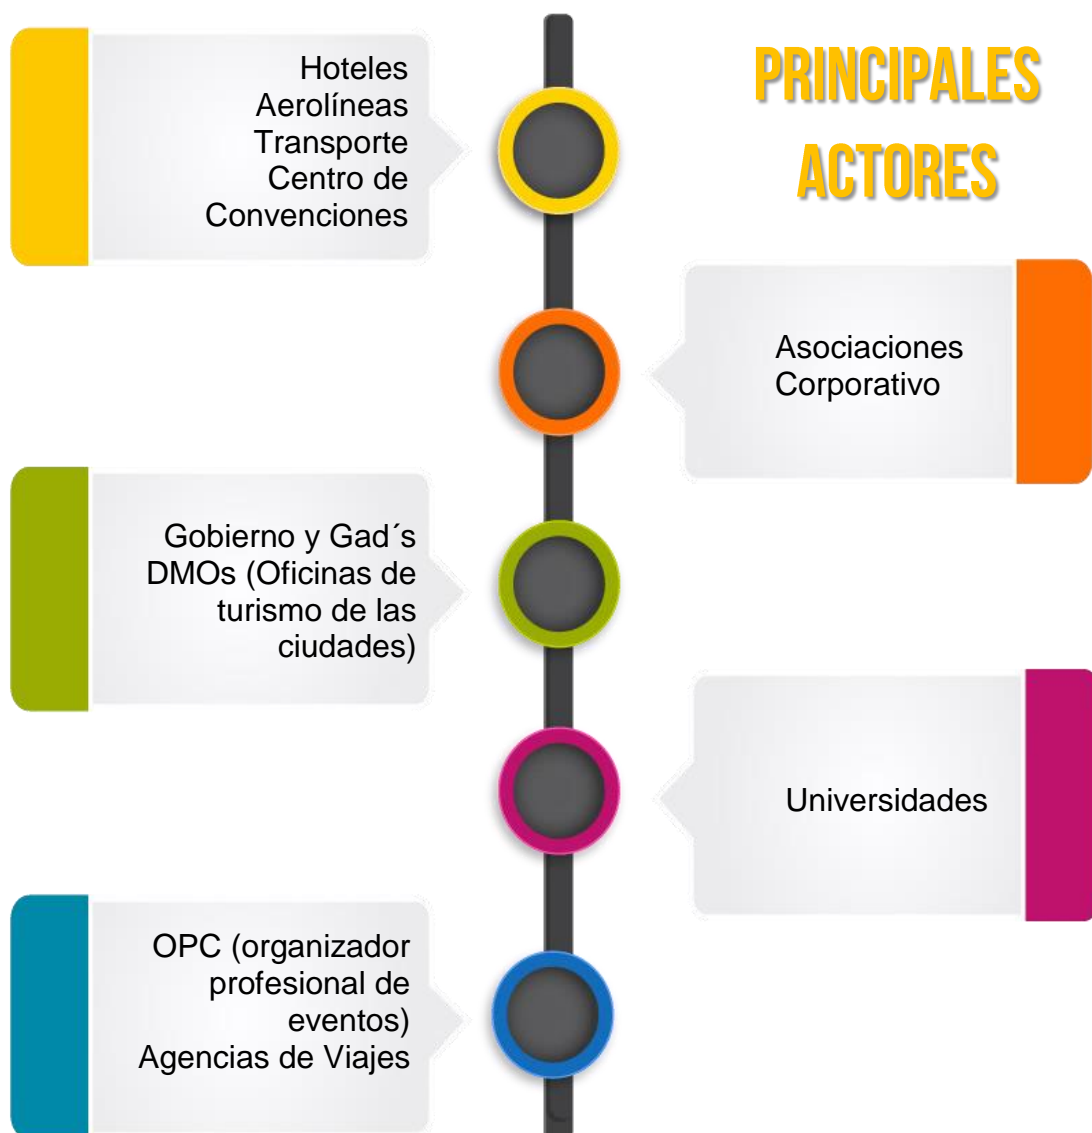 PRINCIPALES
ACTORES
Hoteles
Aerolíneas
Transporte
Centro de
Convenciones
Asociaciones
Corporativo
Gobierno y Gad´s
DMOs (Oficinas de
turismo de las
ciudades)
Universidades
OPC (organizador
profesional de
eventos)
Agencias de Viajes